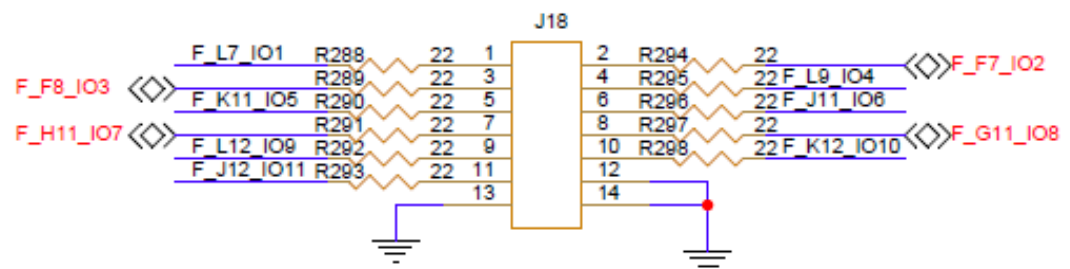 J18
F_L7_IO1 R288 22 1 2 R294 22 F_F7_IO2
F_F8_IO3 R289 22 3 4 R295 22 F_L9_IO4
F_K11_IO5 R290 22 5 6 R296 22 F_J11_IO6
F_H11_IO7 R291 22 7 8 R297 22 F_G11_IO8
F_L12_IO9 R292 22 9 10 R298 22 F_K12_IO10
F_J12_IO11 R293 22 11 12
13 14